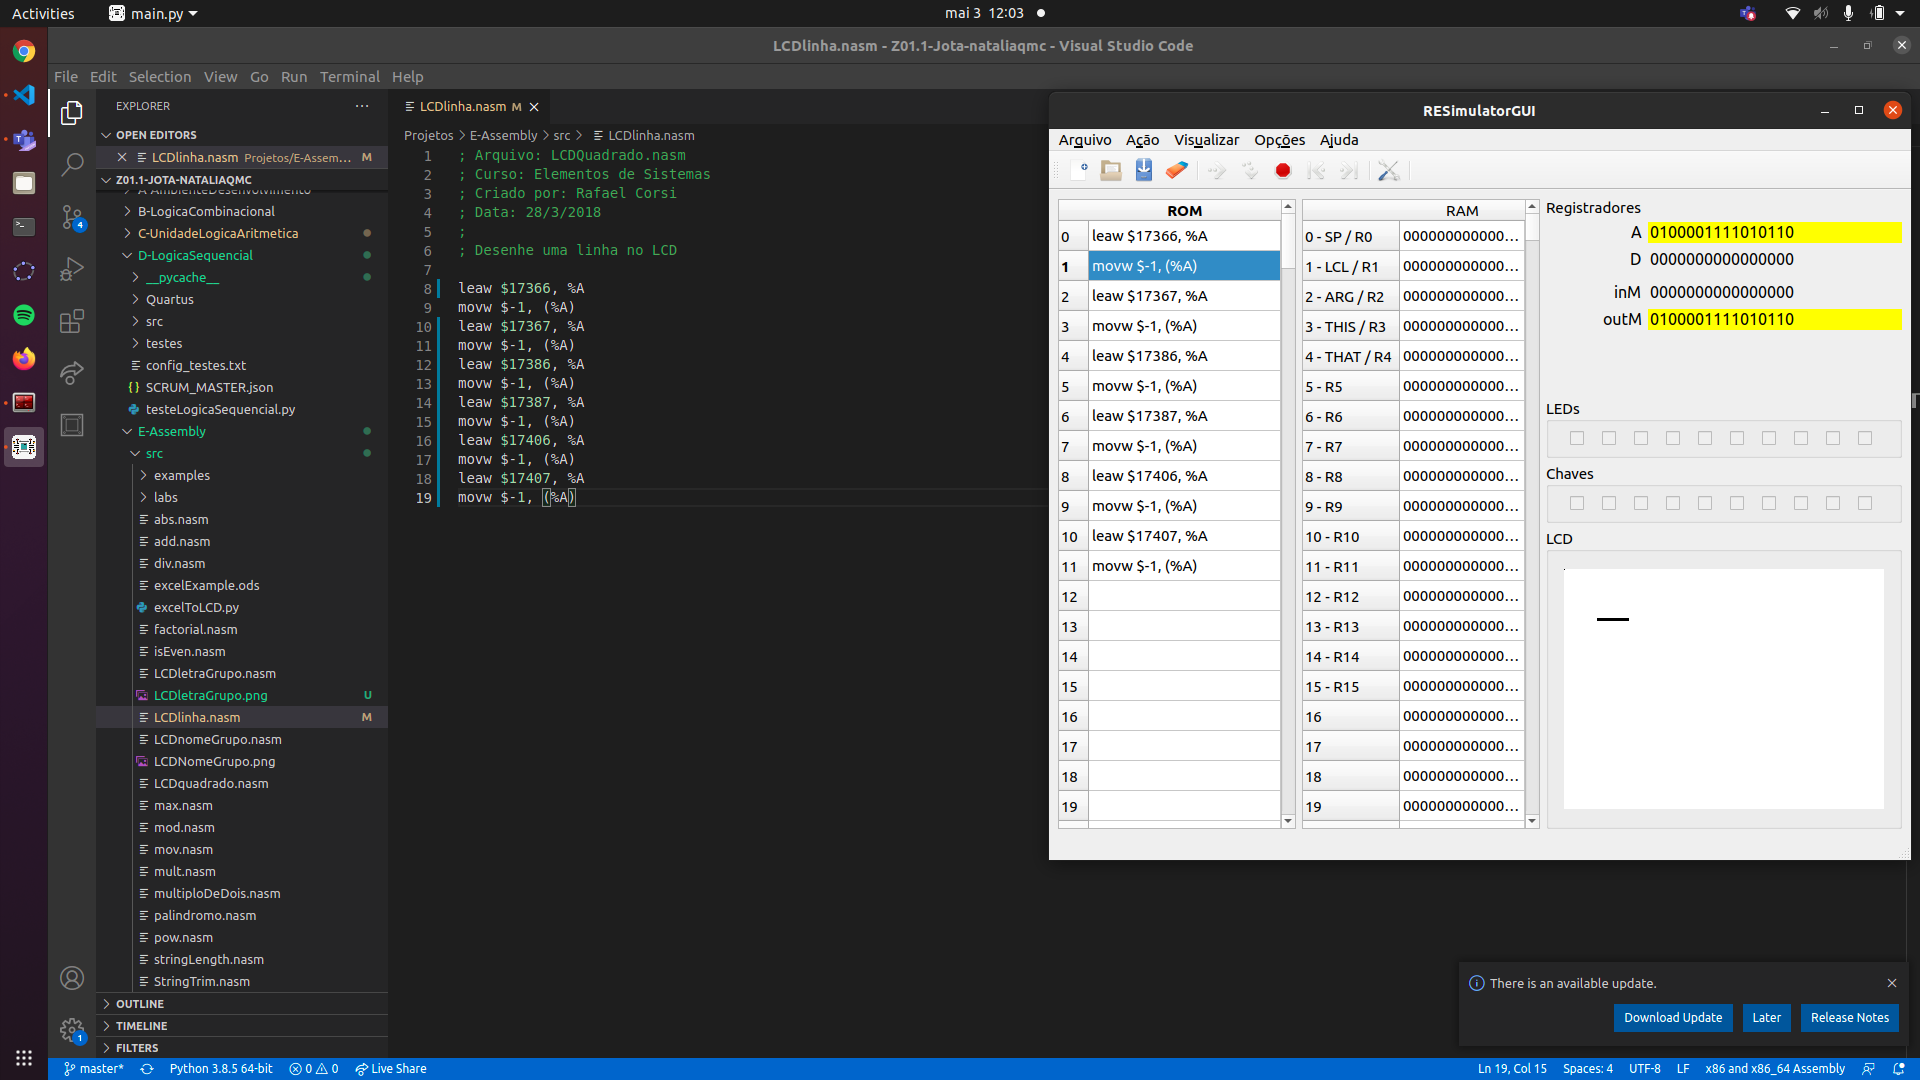 Activities
main.py
mai 3 12:03
LCDlinha.nasm - Z01.1-Jota-nataliaqmc - Visual Studio Code
File Edit Selection View Go Run Terminal Help
EXPLORER
OPEN EDITORS
LCDlinha.nasm Projetos/E-Assem... M
Z01.1-JOTA-NATALIAQMC
A-AmbienteDesenvolvimento
B-LogicaCombinacional
C-UnidadeLogicaAritmetica
D-LogicaSequencial
__pycache__
Quartus
src
testes
config_testes.txt
SCRUM_MASTER.json
testeLogicaSequencial.py
E-Assembly
src
examples
labs
abs.nasm
add.nasm
div.nasm
excelExample.ods
excelToLCD.py
factorial.nasm
isEven.nasm
LCDletraGrupo.nasm
LCDletraGrupo.png U
LCDlinha.nasm M
LCDnomeGrupo.nasm
LCDNomeGrupo.png
LCDquadrado.nasm
max.nasm
mod.nasm
mov.nasm
mult.nasm
multiploDeDois.nasm
palindromo.nasm
pow.nasm
stringLength.nasm
StringTrim.nasm
OUTLINE
TIMELINE
FILTERS
4
1
LCDlinha.nasm M
Projetos > E-Assembly > src > LCDlinha.nasm
1 ; Arquivo: LCDQuadrado.nasm
2 ; Curso: Elementos de Sistemas
3 ; Criado por: Rafael Corsi
4 ; Data: 28/3/2018
5 ;
6 ; Desenhe uma linha no LCD
7
8 leaw $17366, %A
9 movw $-1, (%A)
10 leaw $17367, %A
11 movw $-1, (%A)
12 leaw $17386, %A
13 movw $-1, (%A)
14 leaw $17387, %A
15 movw $-1, (%A)
16 leaw $17406, %A
17 movw $-1, (%A)
18 leaw $17407, %A
19 movw $-1, (%A)
RESimulatorGUI
Arquivo Ação Visualizar Opções Ajuda
ROM
0 leaw $17366, %A
1 movw $-1, (%A)
2 leaw $17367, %A
3 movw $-1, (%A)
4 leaw $17386, %A
5 movw $-1, (%A)
6 leaw $17387, %A
7 movw $-1, (%A)
8 leaw $17406, %A
9 movw $-1, (%A)
10 leaw $17407, %A
11 movw $-1, (%A)
12
13
14
15
16
17
18
19
RAM
0 - SP / R0 000000000000...
1 - LCL / R1 000000000000...
2 - ARG / R2 000000000000...
3 - THIS / R3 000000000000...
4 - THAT / R4 000000000000...
5 - R5 000000000000...
6 - R6 000000000000...
7 - R7 000000000000...
8 - R8 000000000000...
9 - R9 000000000000...
10 - R10 000000000000...
11 - R11 000000000000...
12 - R12 000000000000...
13 - R13 000000000000...
14 - R14 000000000000...
15 - R15 000000000000...
16 000000000000...
17 000000000000...
18 000000000000...
19 000000000000...
Registradores
A 0100001111010110
D 0000000000000000
inM 0000000000000000
outM 0100001111010110
LEDs
Chaves
LCD
There is an available update.
Download Update
Later
Release Notes
master* Python 3.8.5 64-bit 0 0 Live Share
Ln 19, Col 15 Spaces: 4 UTF-8 LF x86 and x86_64 Assembly